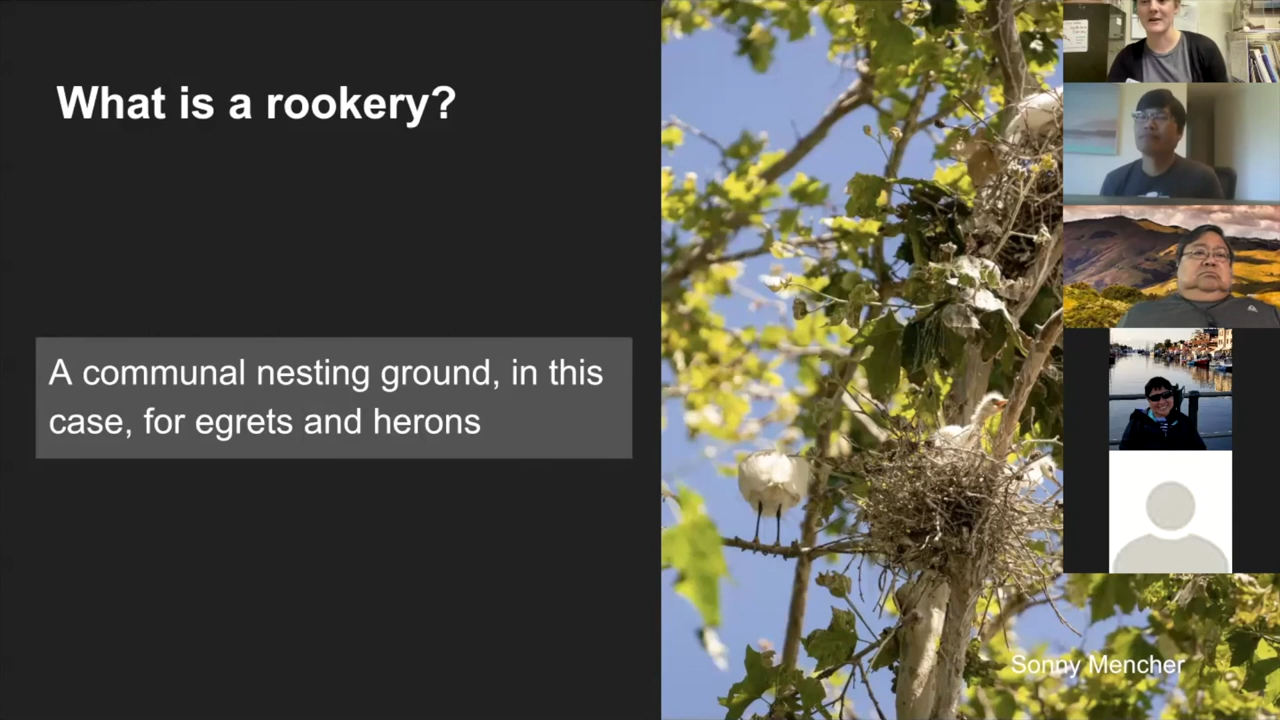 What is a rookery?
A communal nesting ground, in this
case, for egrets and herons
Sonny Mencher